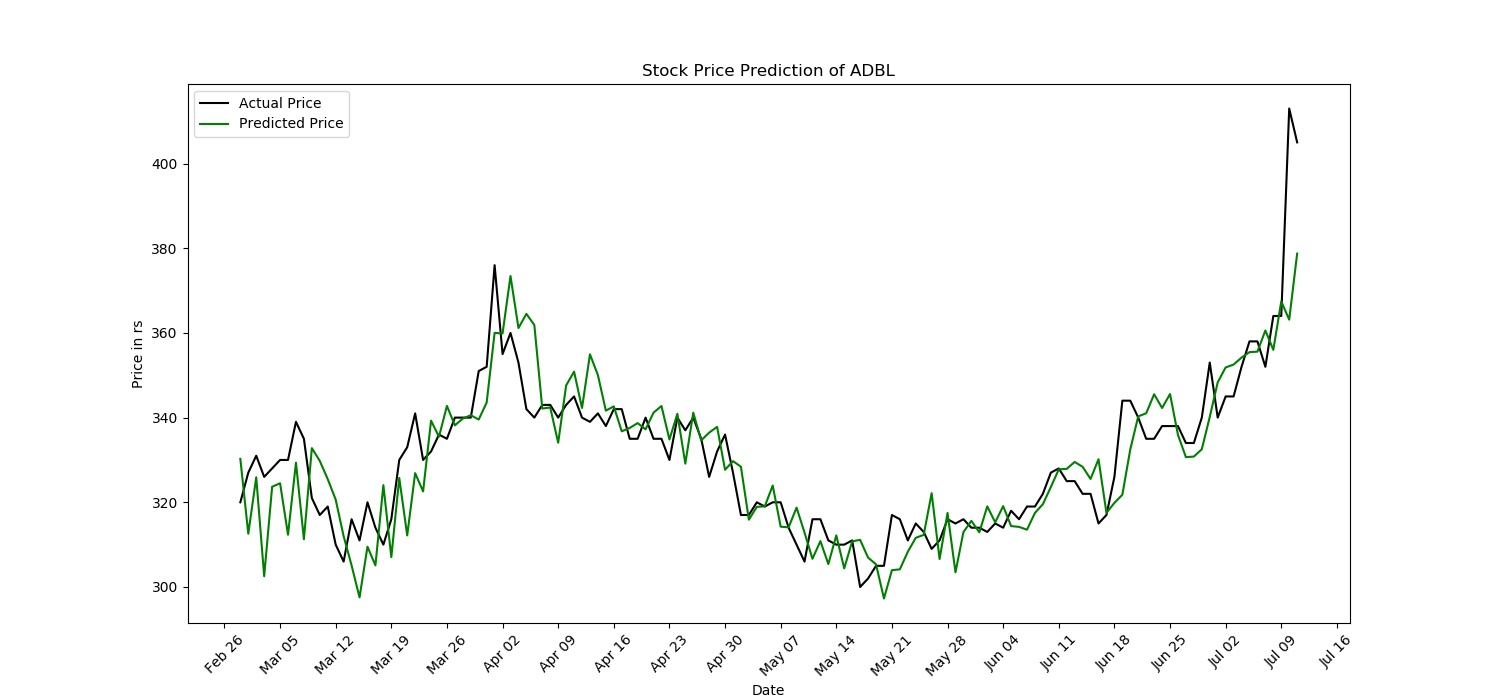 Stock Price Prediction of ADBL
Actual Price
Predicted Price
Price in rs
400
380
360
340
320
300
Feb 26
Mar 05
Mar 12
Mar 19
Mar 26
Apr 02
Apr 09
Apr 16
Apr 23
Apr 30
May 07
May 14
May 21
May 28
Jun 04
Jun 11
Jun 18
Jun 25
Jul 02
Jul 09
Jul 16
Date